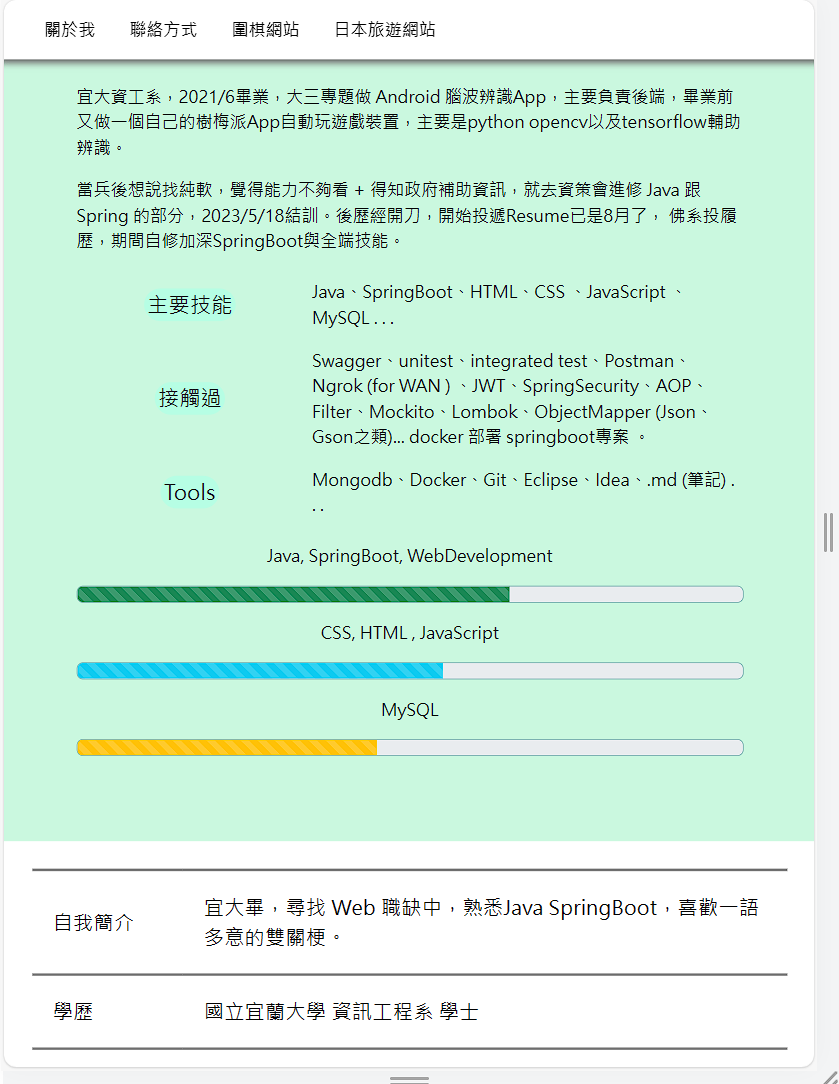 關於我 聯絡方式 圍棋網站 日本旅遊網站
宜大資工系，2021/6畢業，大三專題做 Android 腦波辨識App，主要負責後端，畢業前
又做一個自己的樹梅派App自動玩遊戲裝置，主要是python opencv以及tensorflow輔助
辨識。
當兵後想說找純軟，覺得能力不夠看 + 得知政府補助資訊，就去資策會進修 Java 跟
Spring 的部分，2023/5/18結訓。後歷經開刀，開始投遞Resume已是8月了， 佛系投履
歷，期間自修加深SpringBoot與全端技能。
主要技能
Java、SpringBoot、HTML、CSS 、JavaScript 、
MySQL . . .
接觸過
Swagger、unitest、integrated test、Postman、
Ngrok (for WAN ) 、JWT、SpringSecurity、AOP、
Filter、Mockito、Lombok、ObjectMapper (Json、
Gson之類)... docker 部署 springboot專案 。
Tools
Mongodb、Docker、Git、Eclipse、Idea、.md (筆記) .
. .
Java, SpringBoot, WebDevelopment
CSS, HTML , JavaScript
MySQL
自我簡介
宜大畢，尋找 Web 職缺中，熟悉Java SpringBoot，喜歡一語
多意的雙關梗。
學歷
國立宜蘭大學 資訊工程系 學士